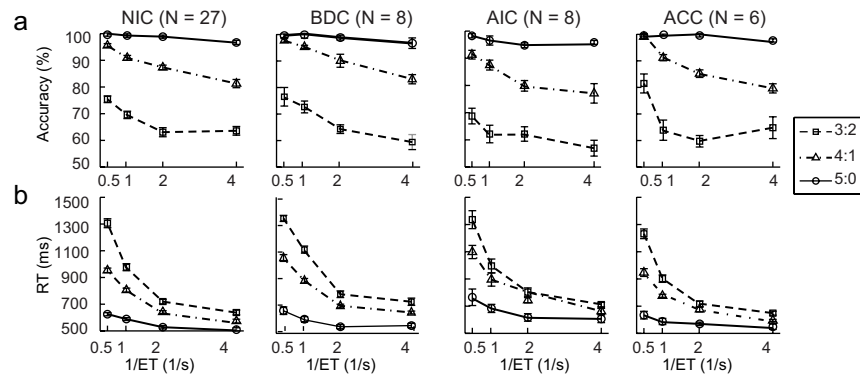 a
NIC (N = 27)
BDC (N = 8)
AIC (N = 8)
ACC (N = 6)
Accuracy (%)
100
90
80
70
60
50
0.5 1 2 4
0.5 1 2 4
0.5 1 2 4
0.5 1 2 4
3:2
4:1
5:0
b
RT (ms)
1500
1300
1100
900
700
500
0.5 1 2 4
0.5 1 2 4
0.5 1 2 4
0.5 1 2 4
1/ET (1/s)
1/ET (1/s)
1/ET (1/s)
1/ET (1/s)